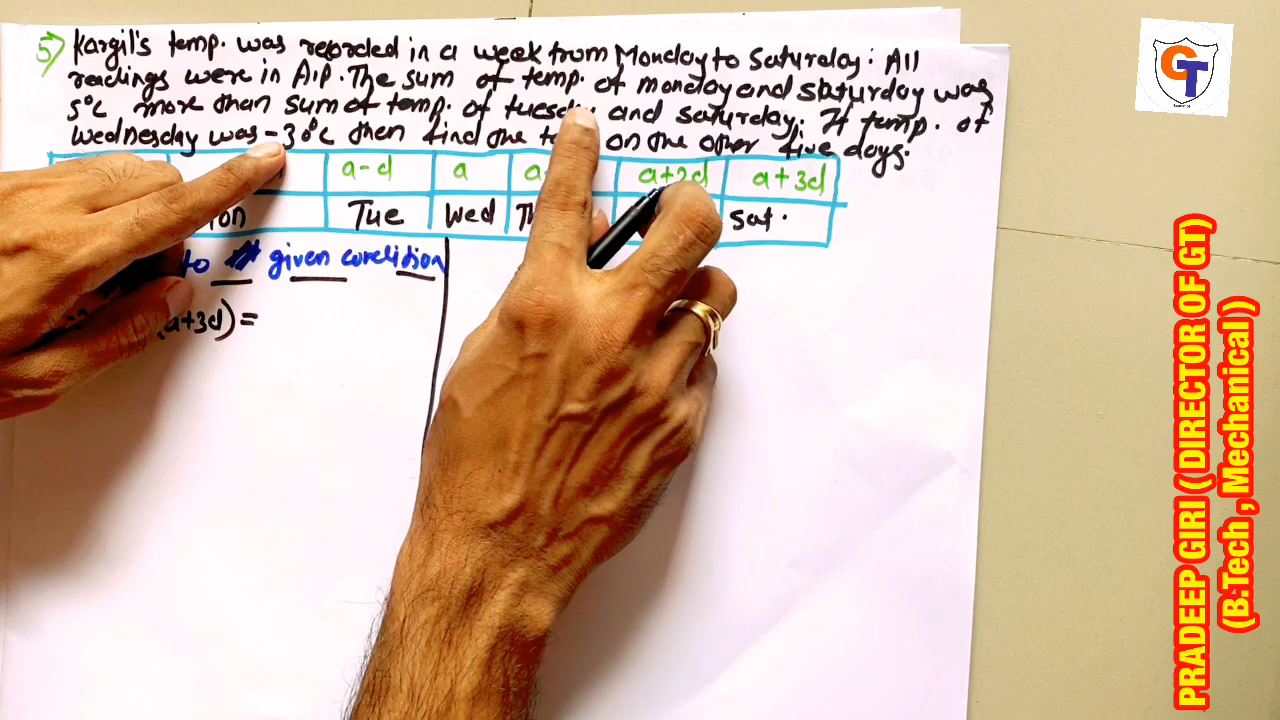 5) Kargil's temp. was reorded in a week from Monday to Saturday. All
readings were in A.P. The sum of temp. of monday and saturday was
5°C more than sum of temp. of tuesday and saturday. If temp. of
wednesday was -30°C then find the on the other five days.
a-d a a+2d a+3d
Tue Wed Sat.
to given condition
(a+3d) =
GT
PRADEEP GIRI ( DIRECTOR OF GT)
(B.Tech , Mechanical )